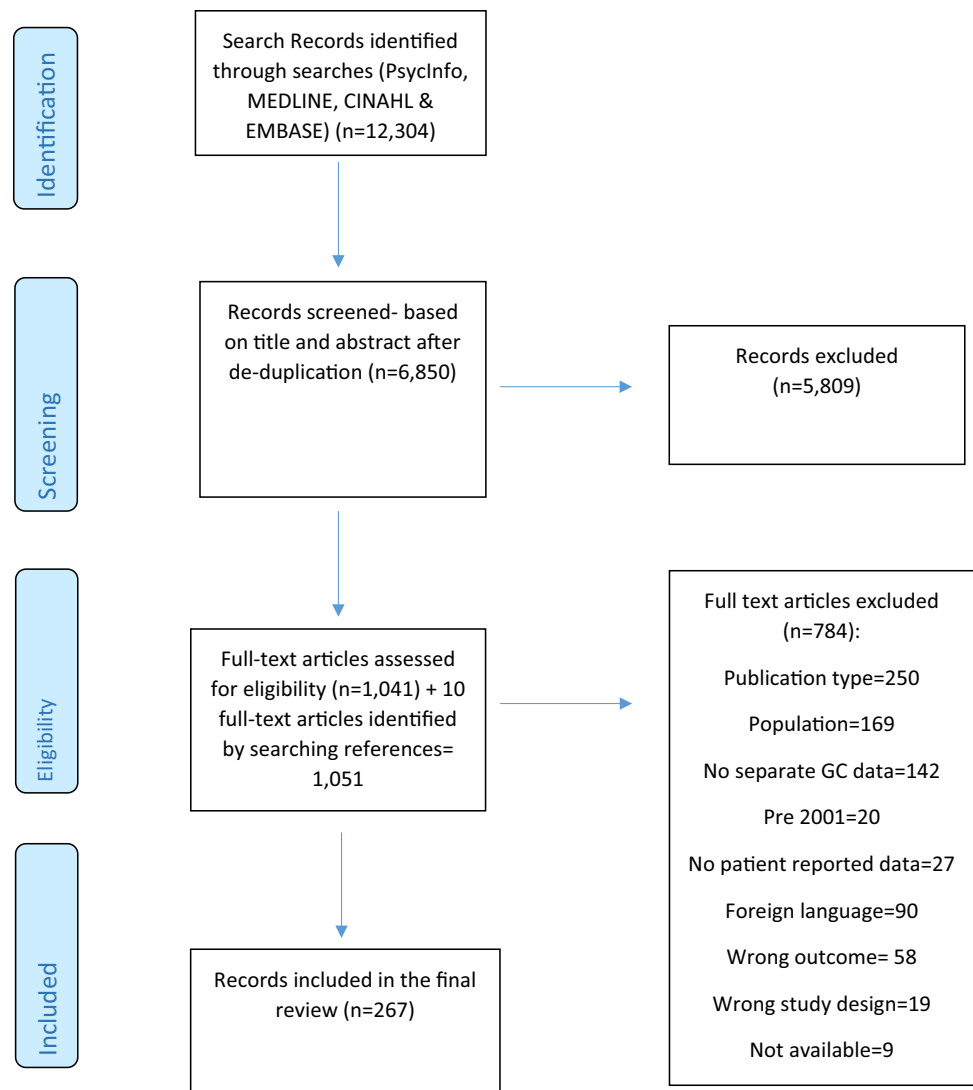 Identification
Search Records identified
through searches (PsycInfo,
MEDLINE, CINAHL &
EMBASE) (n=12,304)
Screening
Records screened- based
on title and abstract after
de-duplication (n=6,850)
Records excluded
(n=5,809)
Eligibility
Full-text articles assessed
for eligibility (n=1,041) + 10
full-text articles identified
by searching references=
1,051
Full text articles excluded
(n=784):
Publication type=250
Population=169
No separate GC data=142
Pre 2001=20
No patient reported data=27
Foreign language=90
Wrong outcome= 58
Wrong study design=19
Not available=9
Included
Records included in the final
review (n=267)